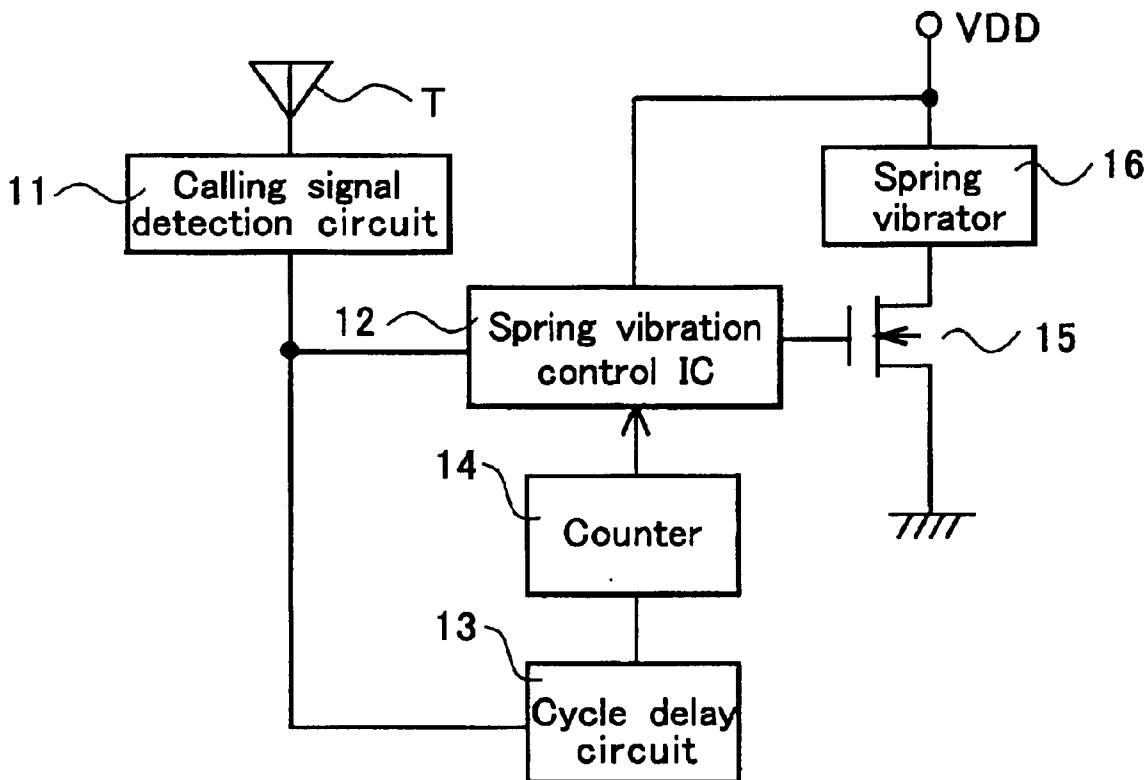 VDD
T
11
Calling signal
detection circuit
16
Spring
vibrator
12
Spring vibration
control IC
15
14
Counter
13
Cycle delay
circuit